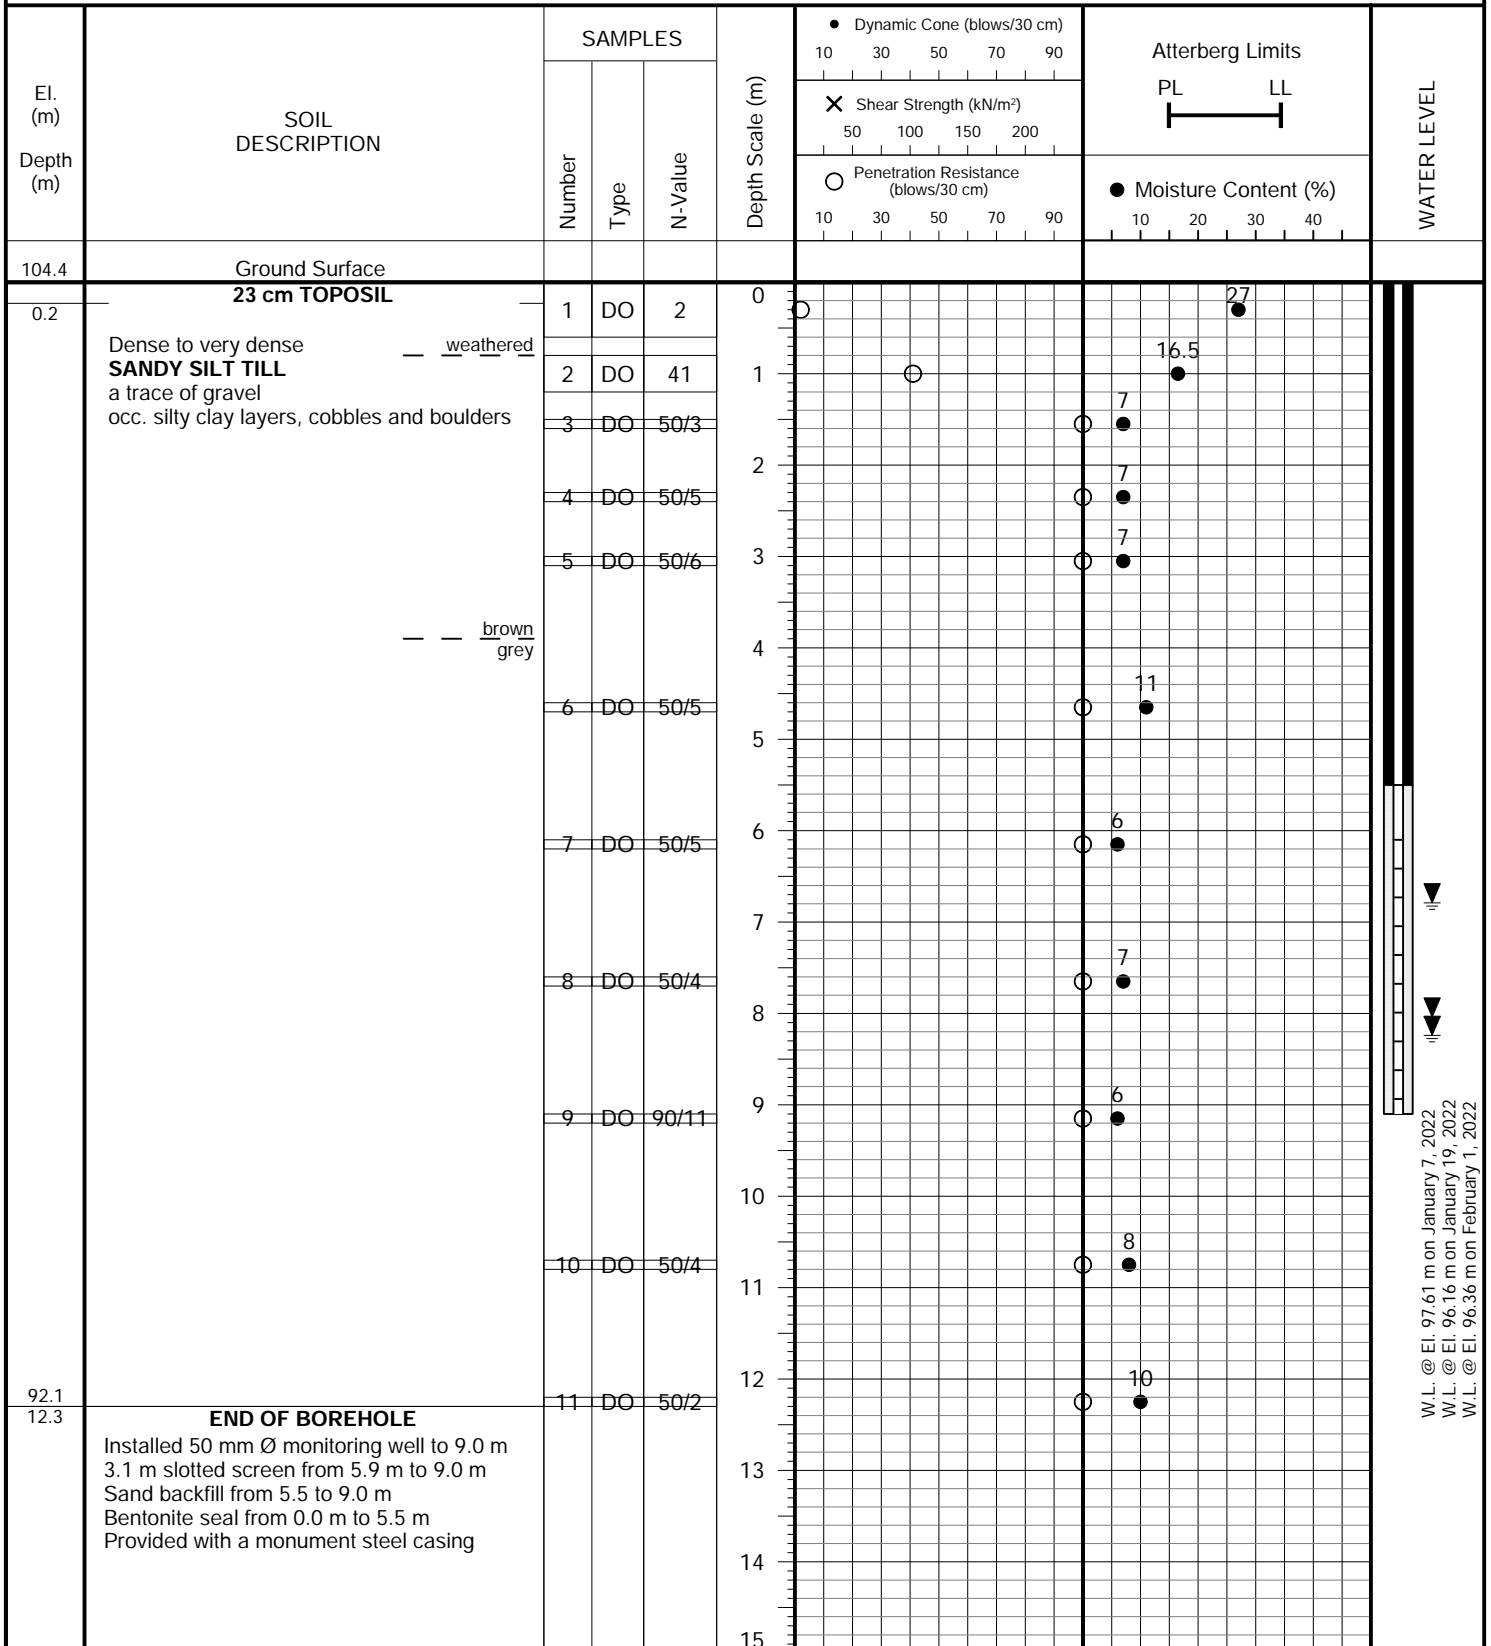 El.
(m)
Depth
(m)
SOIL
DESCRIPTION
SAMPLES
Number
Type
N-Value
Depth Scale (m)
● Dynamic Cone (blows/30 cm)
10 30 50 70 90
✕ Shear Strength (kN/m²)
50 100 150 200
○ Penetration Resistance
(blows/30 cm)
10 30 50 70 90
Atterberg Limits
PL LL
● Moisture Content (%)
10 20 30 40
WATER LEVEL
104.4 Ground Surface
23 cm TOPOSIL
0
27
0.2
1 DO 2
Dense to very dense
weathered
16.5
SANDY SILT TILL
2 DO 41
1
a trace of gravel
7
occ. silty clay layers, cobbles and boulders
3 DO 50/3
2
7
4 DO 50/5
7
3
5 DO 50/6
brown
grey
4
11
6 DO 50/5
5
6
6
7 DO 50/5
7
7
8 DO 50/4
8
6
9
9 DO 90/11
10
8
10 DO 50/4
11
12
10
92.1
11 DO 50/2
12.3
END OF BOREHOLE
Installed 50 mm Ø monitoring well to 9.0 m
3.1 m slotted screen from 5.9 m to 9.0 m
13
Sand backfill from 5.5 to 9.0 m
Bentonite seal from 0.0 m to 5.5 m
Provided with a monument steel casing
14
15
W.L. @ El. 97.61 m on January 7, 2022
W.L. @ El. 96.16 m on January 19, 2022
W.L. @ El. 96.36 m on February 1, 2022